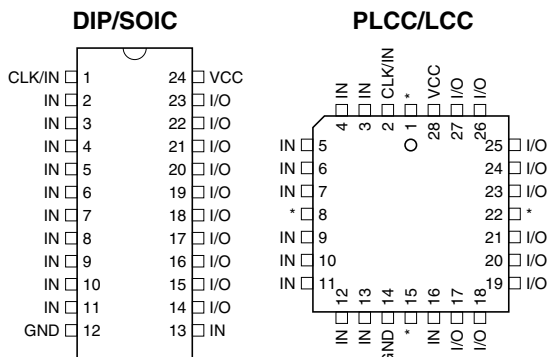 DIP/SOIC
CLK/IN 1 24 VCC
IN 2 23 I/O
IN 3 22 I/O
IN 4 21 I/O
IN 5 20 I/O
IN 6 19 I/O
IN 7 18 I/O
IN 8 17 I/O
IN 9 16 I/O
IN 10 15 I/O
IN 11 14 I/O
GND 12 13 IN
PLCC/LCC
IN IN CLK/IN * VCC I/O I/O
4 3 2 1 28 27 26
IN 5 25 I/O
IN 6 24 I/O
IN 7 23 I/O
* 8 22 *
IN 9 21 I/O
IN 10 20 I/O
IN 11 19 I/O
12 13 14 15 16 17 18
IN IN GND * IN I/O I/O